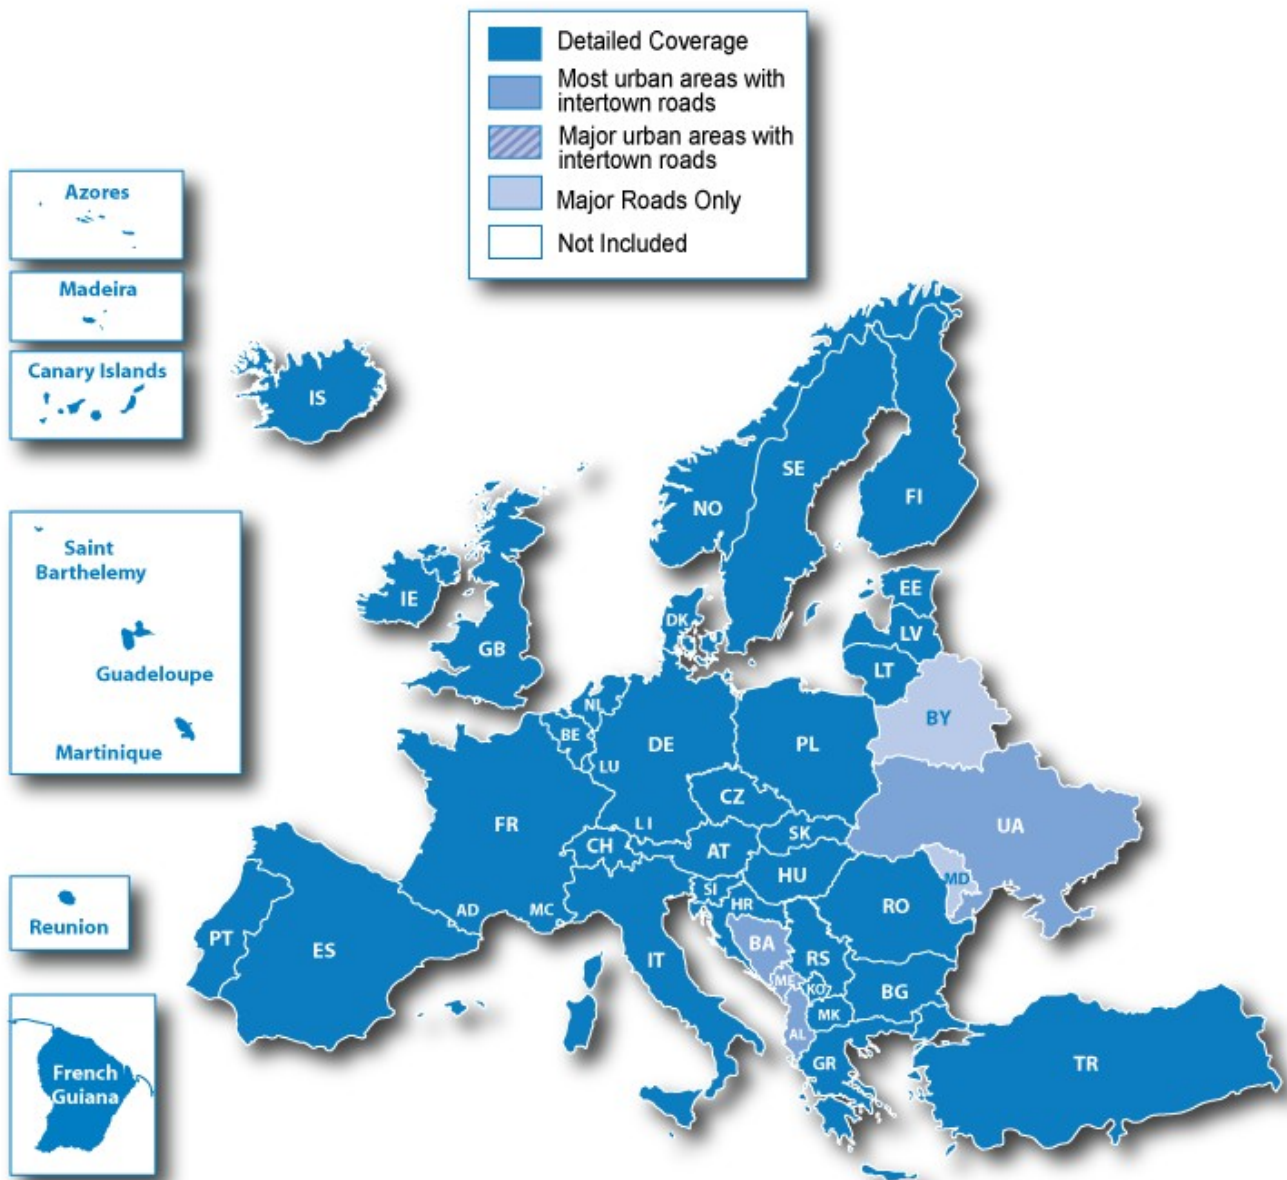 Detailed Coverage
Most urban areas with
intertown roads
Major urban areas with
intertown roads
Major Roads Only
Not Included
Azores
Madeira
Canary Islands
Saint
Barthelemy
Guadeloupe
Martinique
Reunion
French
Guiana
IS
NO
SE
FI
EE
LV
LT
IE
GB
DK
NL
BE
LU
DE
PL
BY
CZ
UA
FR
LI
CH
AT
SK
HU
MD
SI
HR
RO
AD
MC
PT
ES
IT
BA
RS
ME
KO
BG
MK
AL
GR
TR